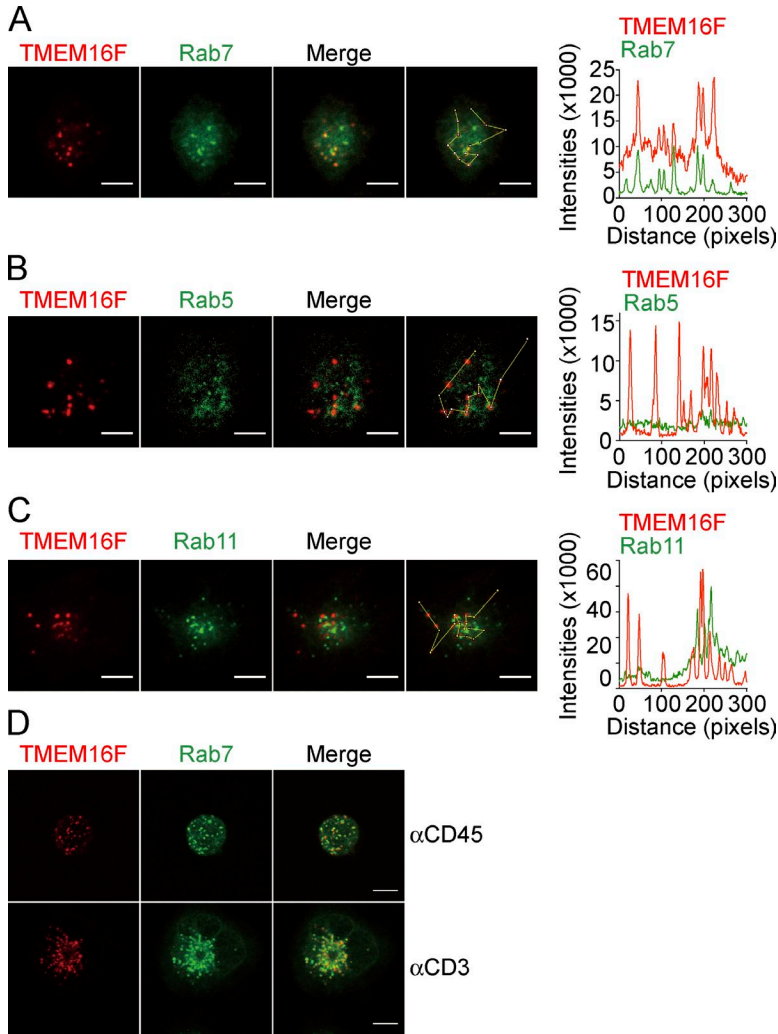 A
TMEM16F Rab7 Merge
TMEM16F
Rab7
Intensities (x1000)
25
20
15
10
5
0
0 100 200 300
Distance (pixels)
B
TMEM16F Rab5 Merge
TMEM16F
Rab5
Intensities (x1000)
15
10
5
0
0 100 200 300
Distance (pixels)
C
TMEM16F Rab11 Merge
TMEM16F
Rab11
Intensities (x1000)
60
40
20
0
0 100 200 300
Distance (pixels)
D
TMEM16F Rab7 Merge
αCD45
αCD3